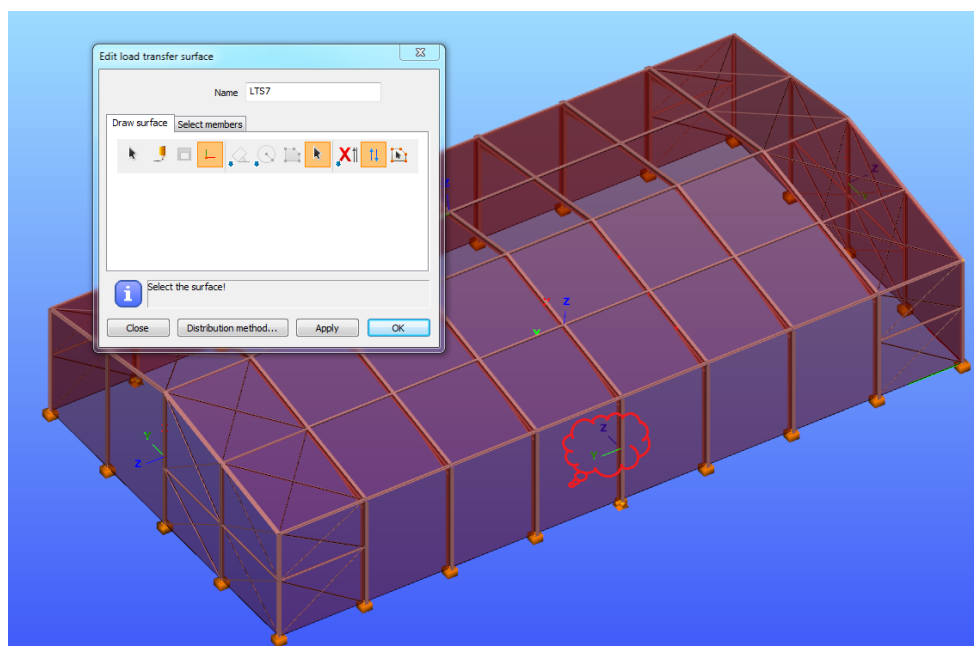 Edit load transfer surface
Name LTS7
Draw surface Select members
Select the surface!
Close Distribution method... Apply OK
Z
Z
Z
Y
Z
Z
Y
Y
Z